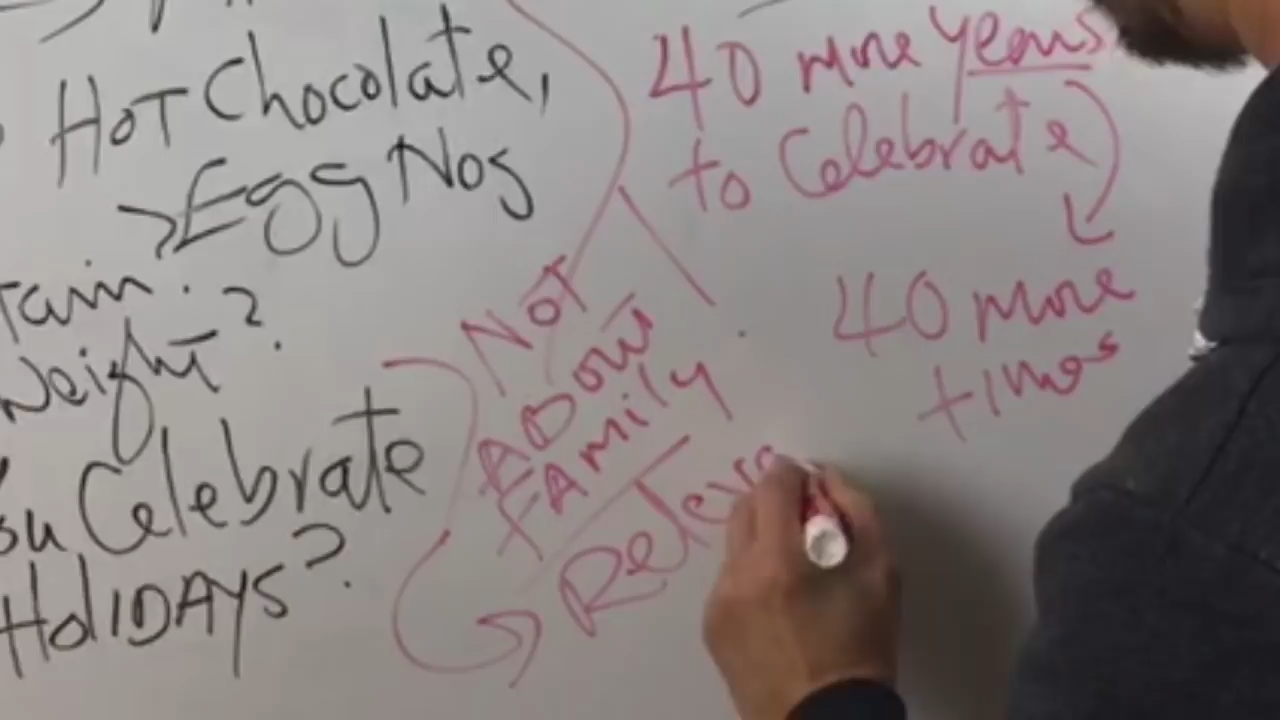 HOT Chocolate,
>Egg Nog
tain.
Weight?
ou Celebrate
HoliDAYS?
40 more years
to Celebrate
40 more
times
NOT
ABOUT
FAMily
Releva